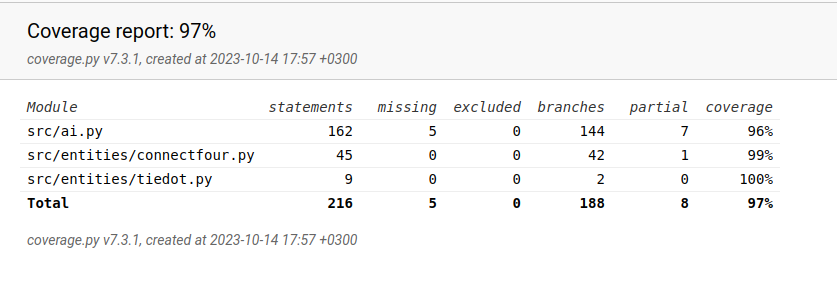 Coverage report: 97%
coverage.py v7.3.1, created at 2023-10-14 17:57 +0300
Module statements missing excluded branches partial coverage
src/ai.py 162 5 0 144 7 96%
src/entities/connectfour.py 45 0 0 42 1 99%
src/entities/tiedot.py 9 0 0 2 0 100%
Total 216 5 0 188 8 97%
coverage.py v7.3.1, created at 2023-10-14 17:57 +0300